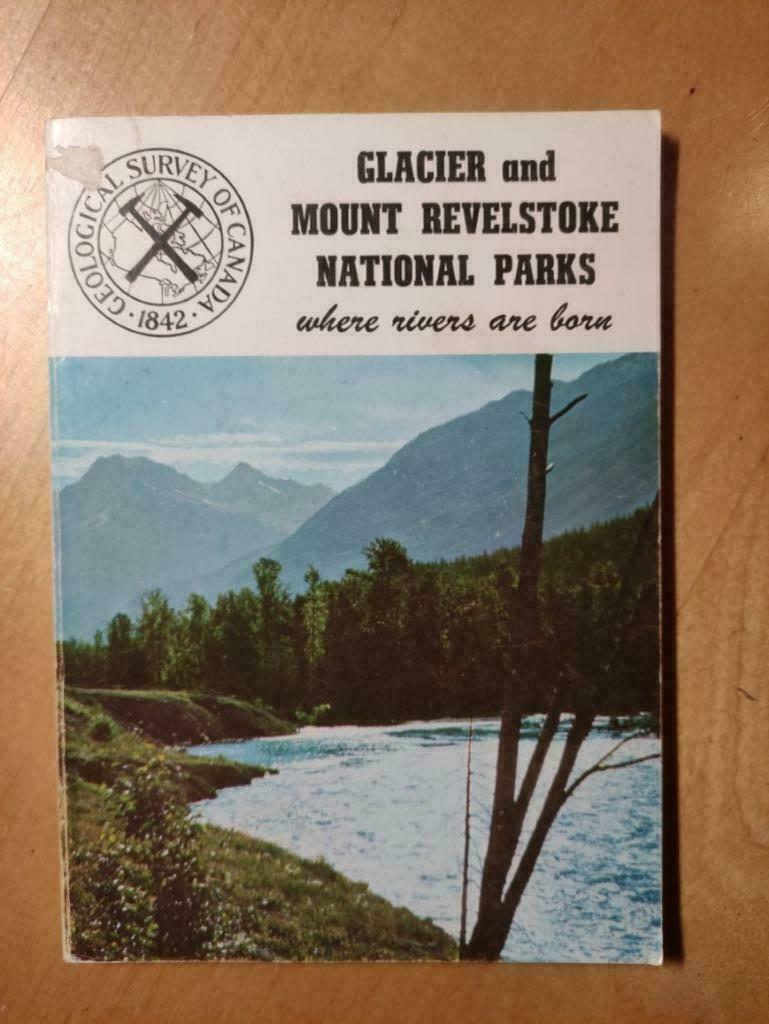 GEOLOGICAL SURVEY OF CANADA
· 1842 ·
GLACIER and
MOUNT REVELSTOKE
NATIONAL PARKS
where rivers are born